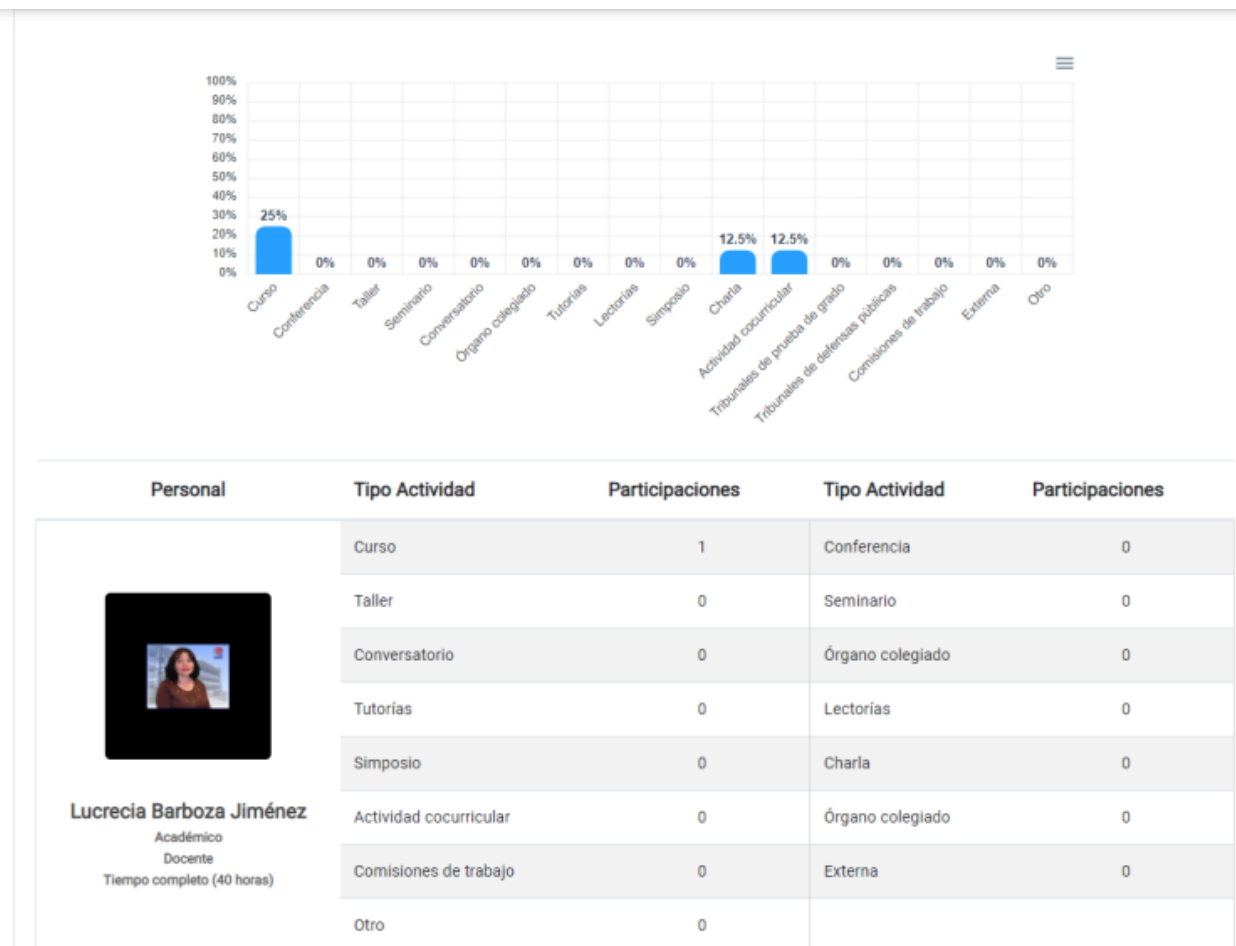 100%
90%
80%
70%
60%
50%
40%
30%
20%
10%
0%
25%
0%
0%
0%
0%
0%
0%
0%
0%
12.5%
12.5%
0%
0%
0%
0%
0%
Curso
Conferencia
Taller
Seminario
Conversatorio
Órgano colegiado
Tutorías
Lectorías
Simposio
Charla
Actividad cocurricular
Tribunales de prueba de grado
Tribunales de defensas públicas
Comisiones de trabajo
Externa
Otro
Personal Tipo Actividad Participaciones Tipo Actividad Participaciones
Curso 1 Conferencia 0
Taller 0 Seminario 0
Conversatorio 0 Órgano colegiado 0
Tutorías 0 Lectorías 0
Simposio 0 Charla 0
Actividad cocurricular 0 Órgano colegiado 0
Comisiones de trabajo 0 Externa 0
Otro 0
Lucrecia Barboza Jiménez
Académico
Docente
Tiempo completo (40 horas)